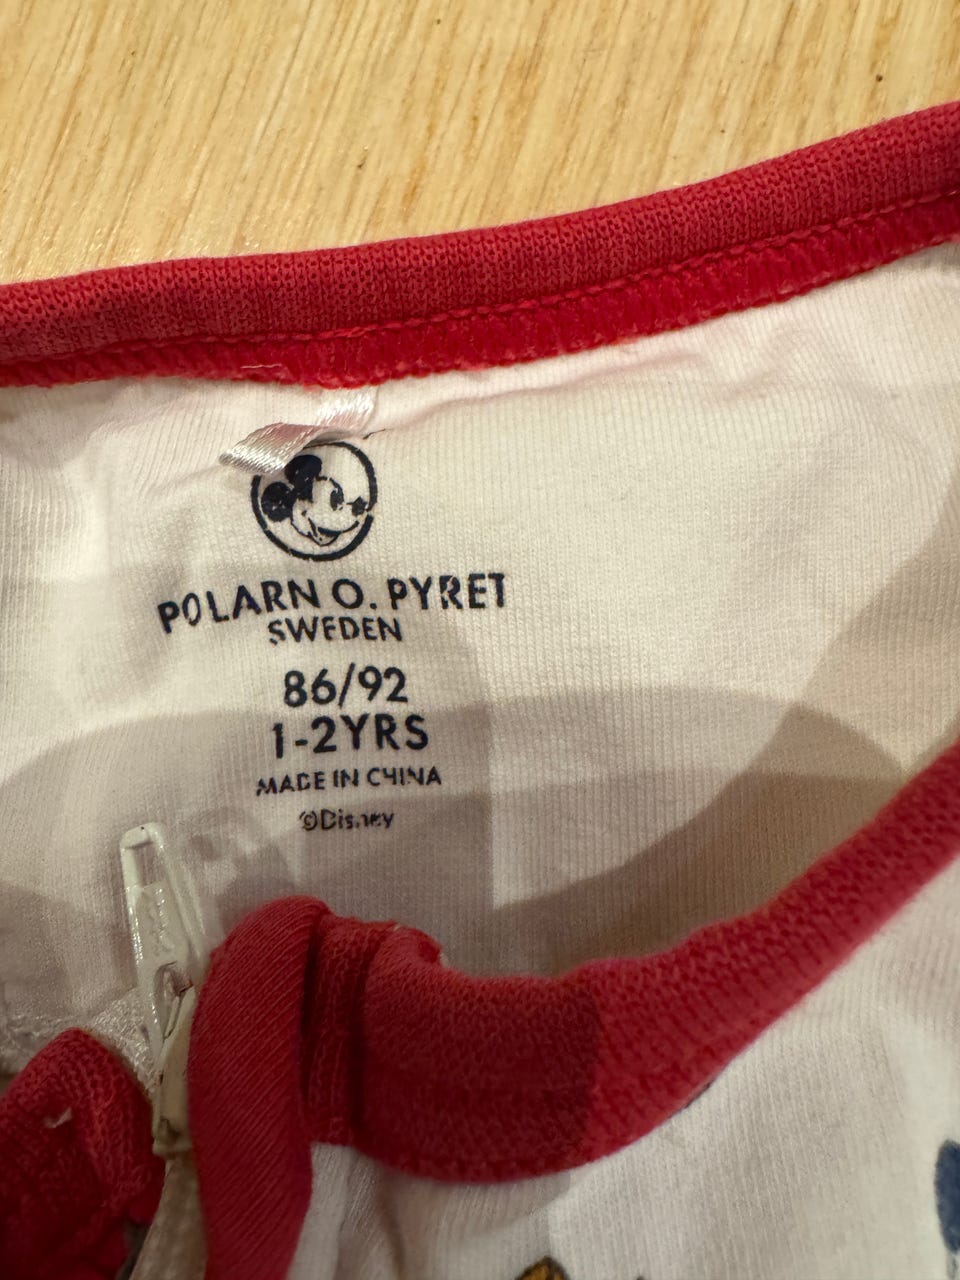 POLARN O. PYRET
SWEDEN
86/92
1-2YRS
MADE IN CHINA
©Disney